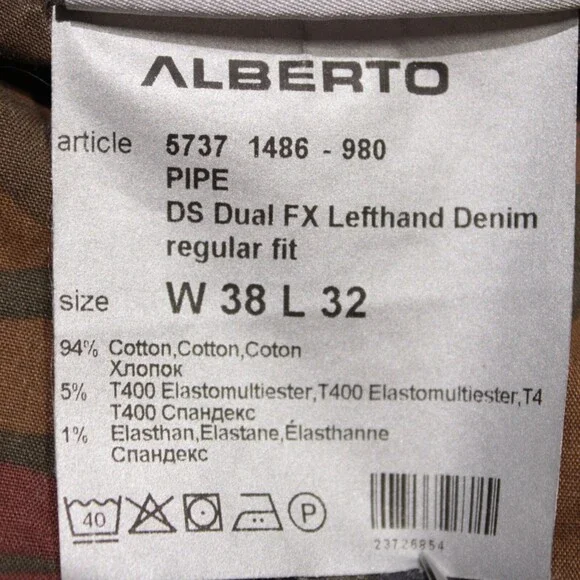 ALBERTO
article 5737 1486 - 980
PIPE
DS Dual FX Lefthand Denim
regular fit
size W 38 L 32
94% Cotton,Cotton,Coton
Хлопок
5% T400 Elastomultiester,T400 Elastomultiester,T4
T400 Спандекс
1% Elasthan,Elastane,Élasthanne
Спандекс
40 P
23726854